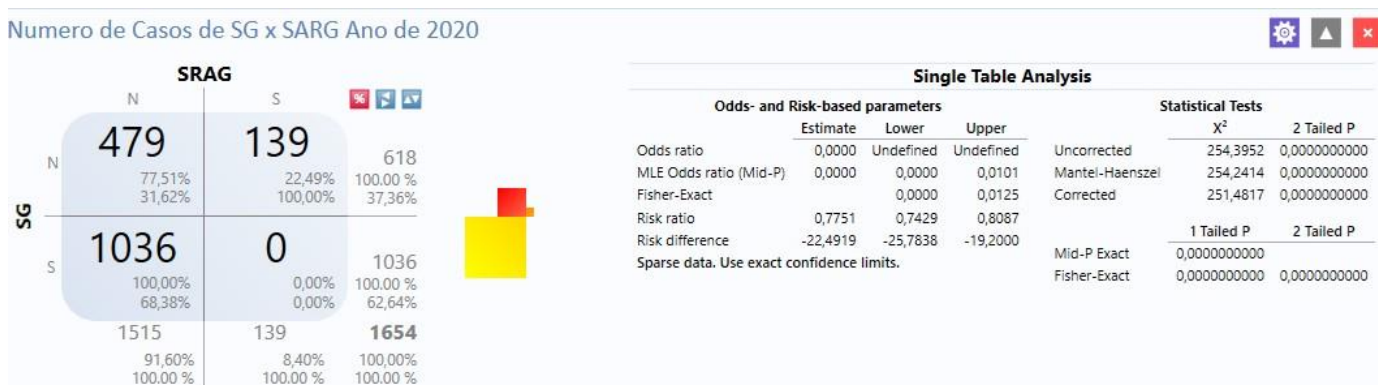 Numero de Casos de SG x SARG Ano de 2020
SRAG
N S %
SG
N 479 139 618
77,51% 22,49% 100.00 %
31,62% 100,00% 37,36%
S 1036 0 1036
100,00% 0,00% 100.00 %
68,38% 0,00% 62,64%
1515 139 1654
91,60% 8,40% 100,00%
100.00 % 100.00 % 100.00 %
Single Table Analysis
Odds- and Risk-based parameters
Estimate Lower Upper
Odds ratio 0,0000 Undefined Undefined
MLE Odds ratio (Mid-P) 0,0000 0,0000 0,0101
Fisher-Exact 0,0000 0,0125
Risk ratio 0,7751 0,7429 0,8087
Risk difference -22,4919 -25,7838 -19,2000
Sparse data. Use exact confidence limits.
Statistical Tests
X² 2 Tailed P
Uncorrected 254,3952 0,0000000000
Mantel-Haenszel 254,2414 0,0000000000
Corrected 251,4817 0,0000000000
1 Tailed P 2 Tailed P
Mid-P Exact 0,0000000000
Fisher-Exact 0,0000000000 0,0000000000